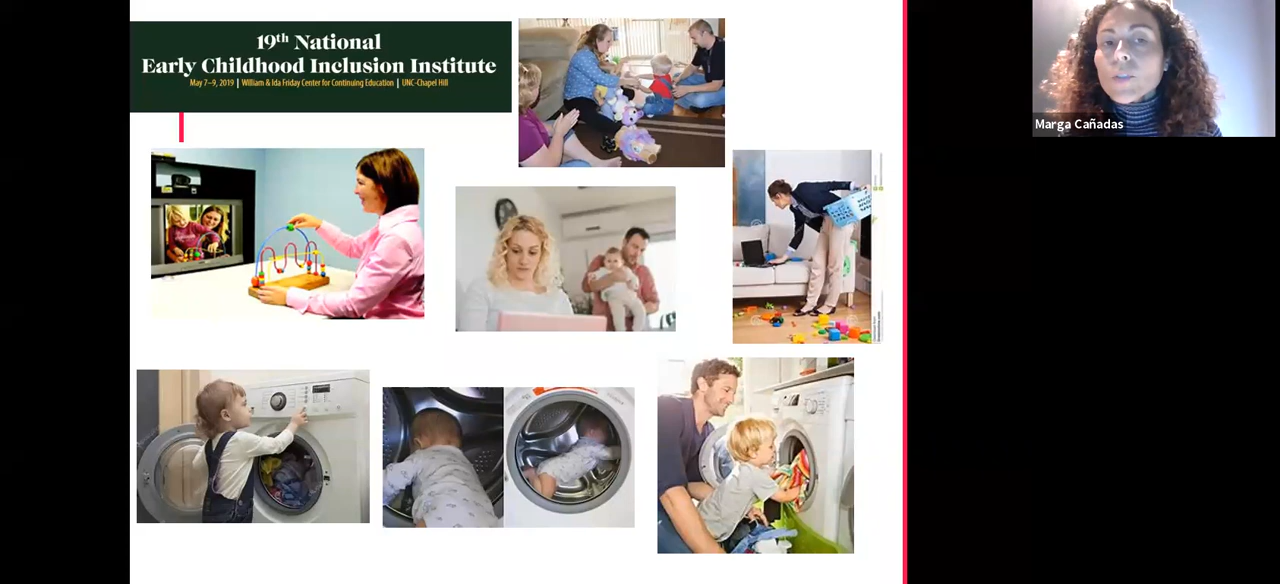 19th National
Early Childhood Inclusion Institute
May 7–9, 2019 | William & Ida Friday Center for Continuing Education | UNC-Chapel Hill
Marga Cañadas